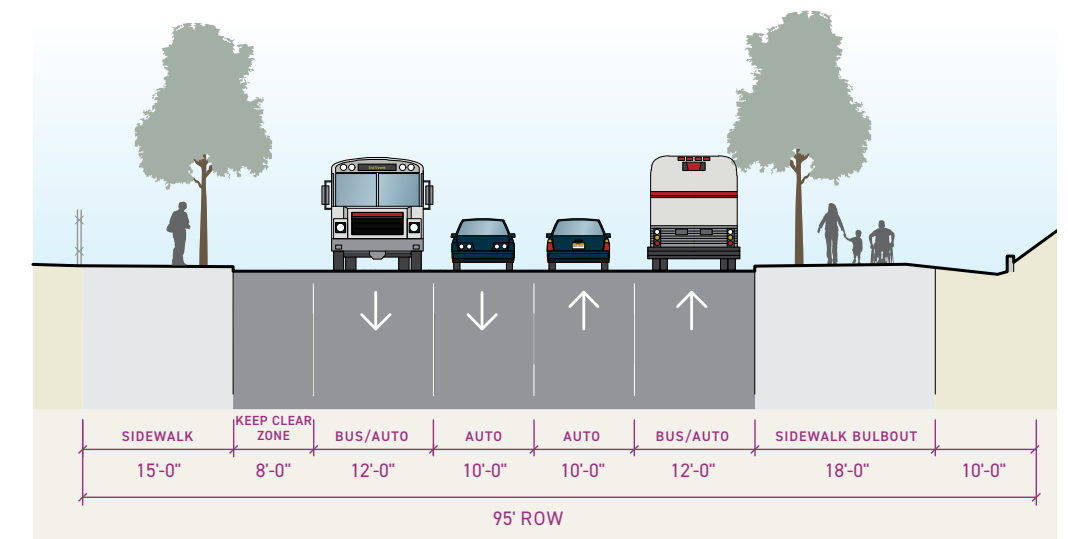 SIDEWALK
KEEP CLEAR
ZONE
BUS/AUTO
AUTO
AUTO
BUS/AUTO
SIDEWALK BULBOUT
15'-0"
8'-0"
12'-0"
10'-0"
10'-0"
12'-0"
18'-0"
10'-0"
95' ROW